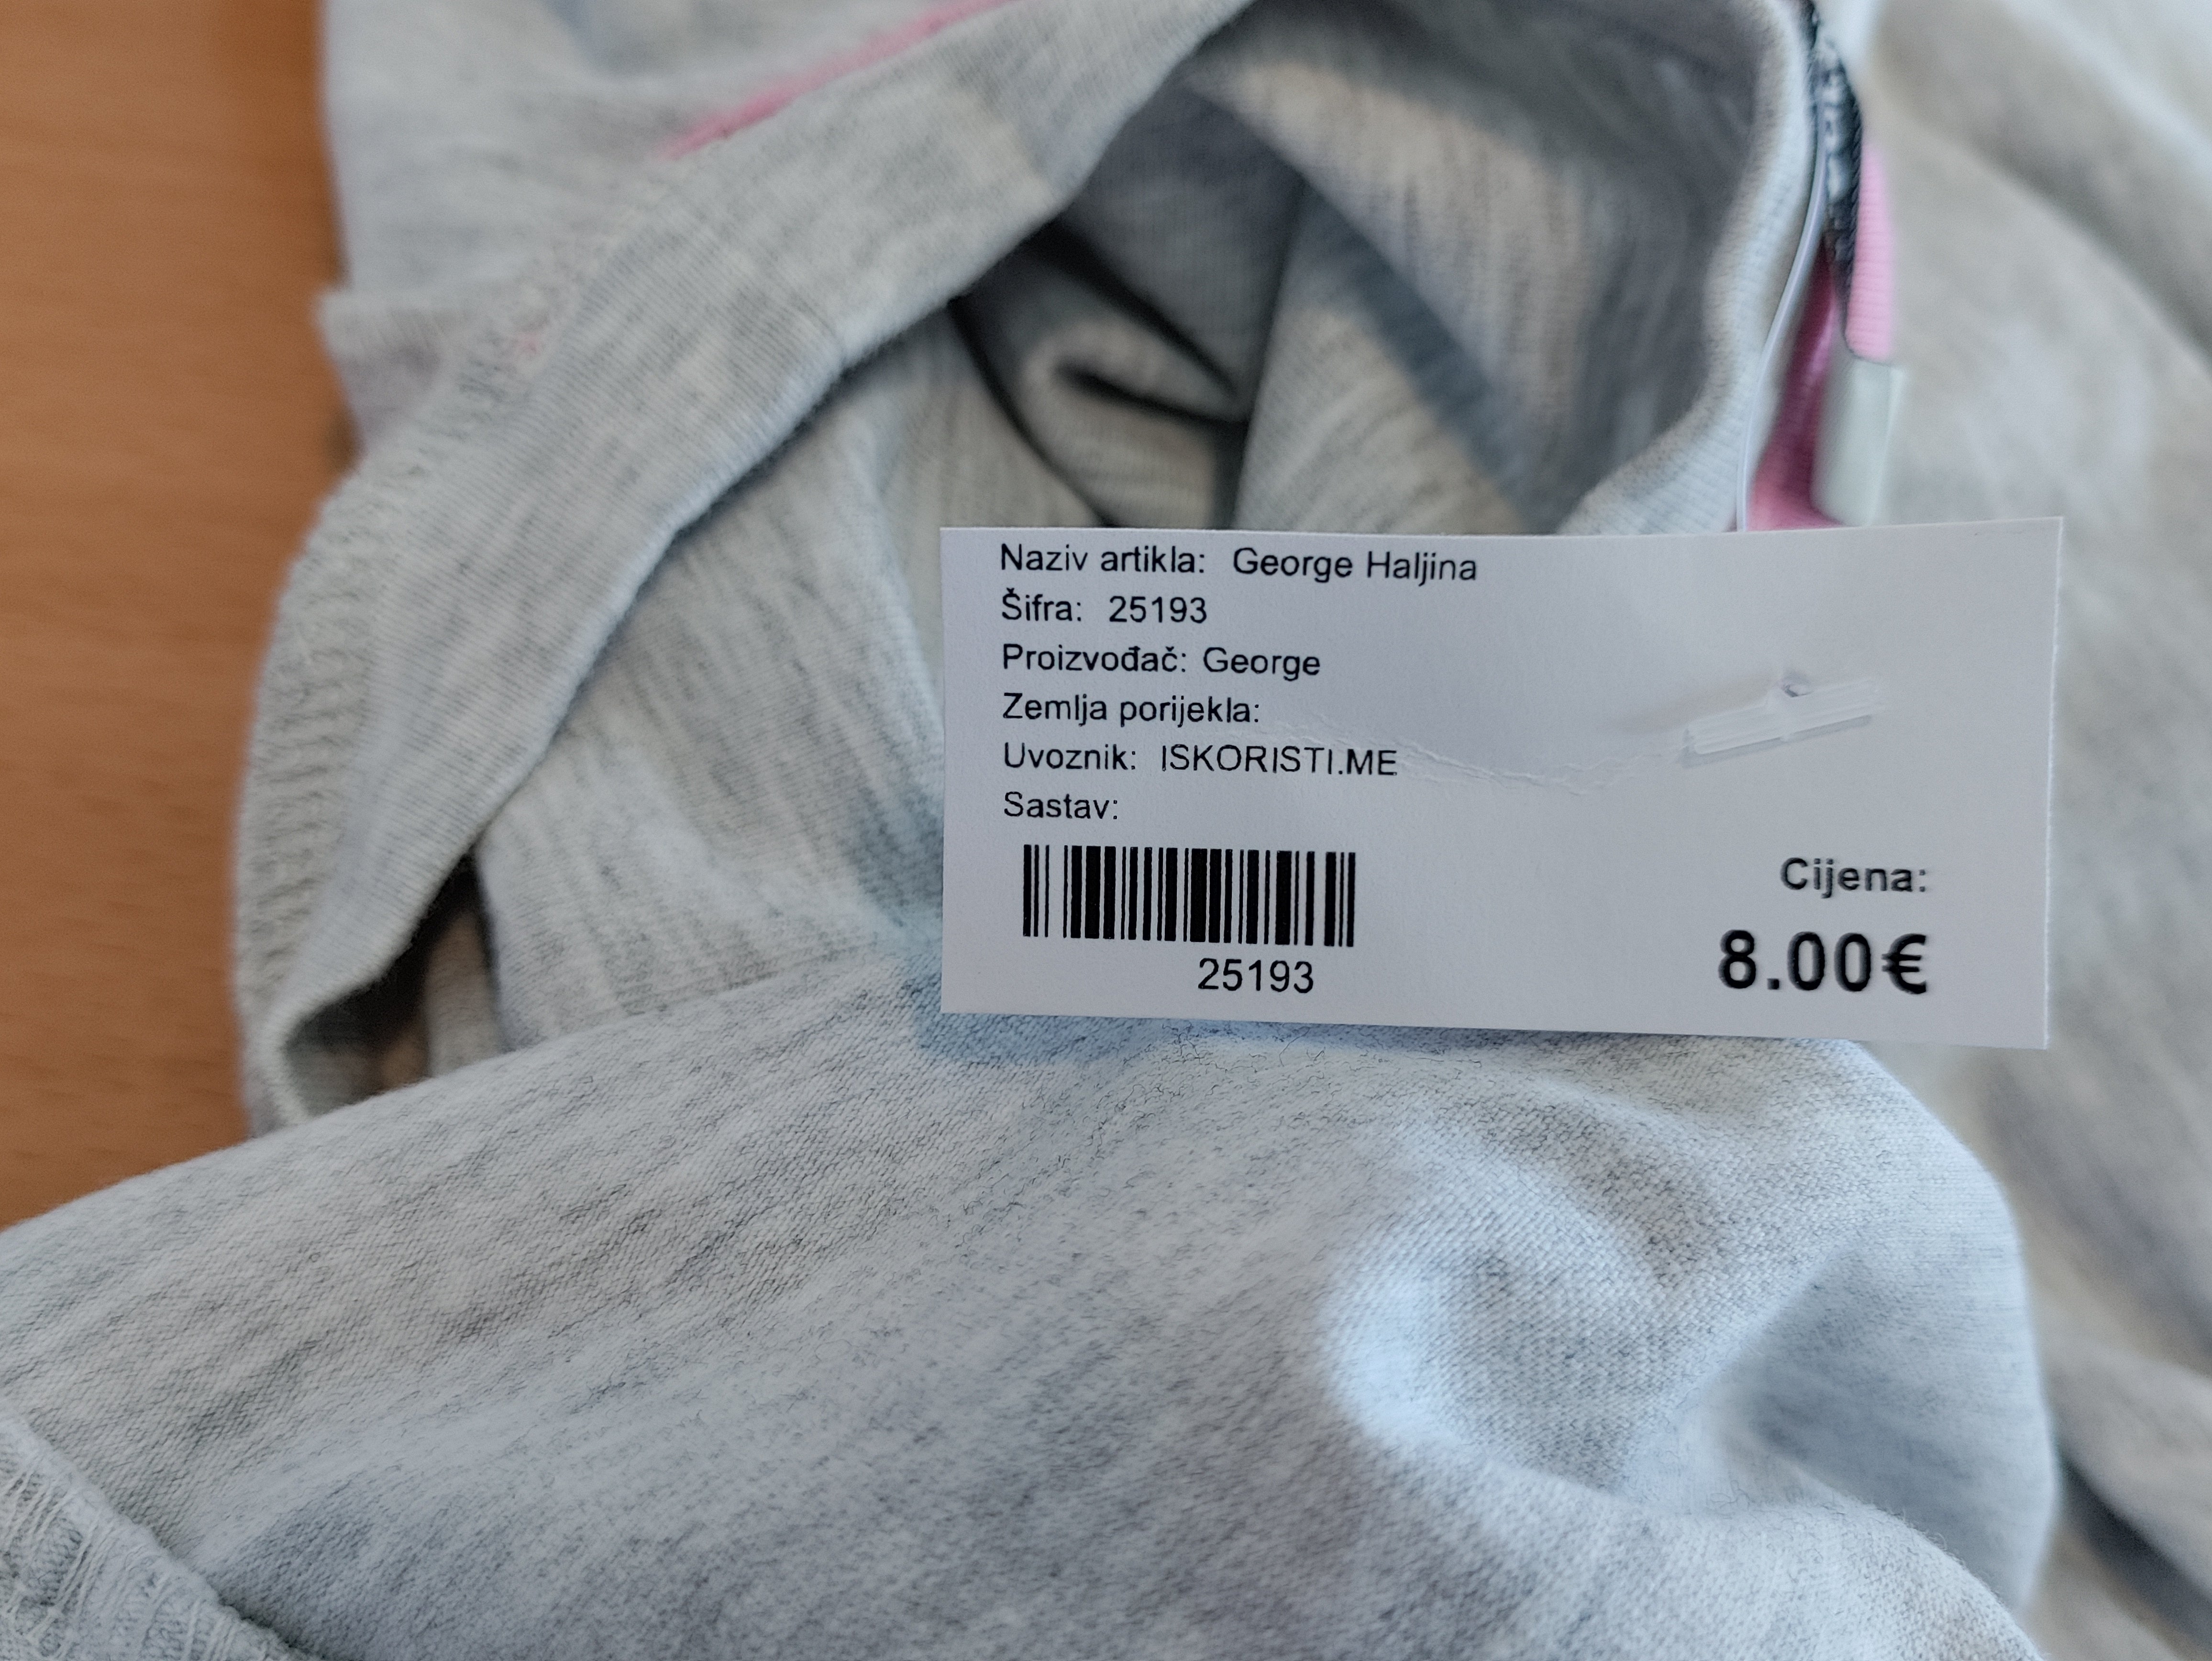 Naziv artikla: George Haljina
Šifra: 25193
Proizvođač: George
Zemlja porijekla:
Uvoznik: ISKORISTI.ME
Sastav:
25193
Cijena:
8.00€